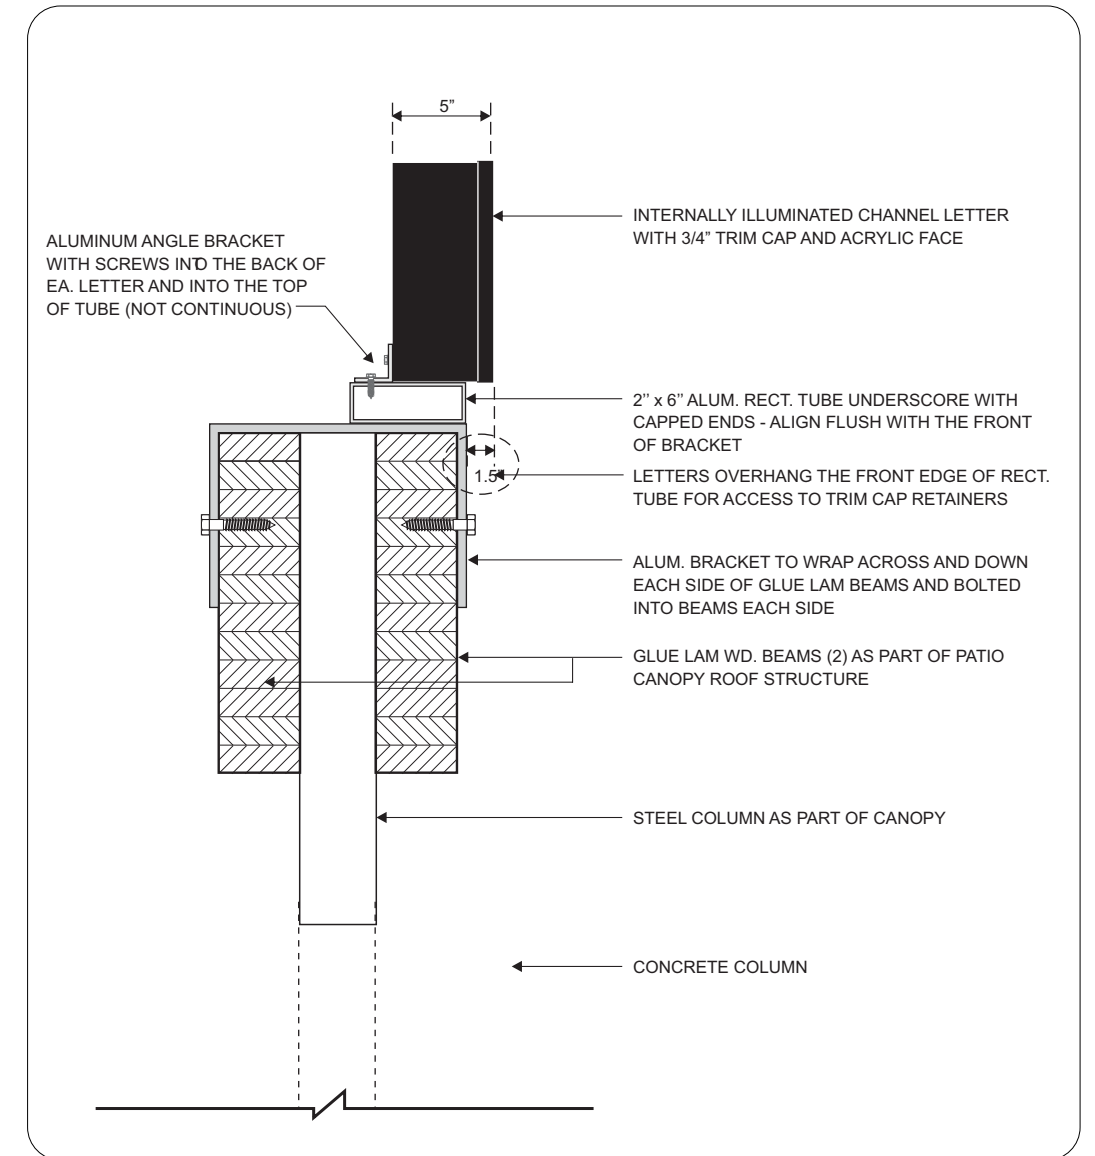 5”
INTERNALLY ILLUMINATED CHANNEL LETTER
WITH 3/4” TRIM CAP AND ACRYLIC FACE
ALUMINUM ANGLE BRACKET
WITH SCREWS INTO THE BACK OF
EA. LETTER AND INTO THE TOP
OF TUBE (NOT CONTINUOUS)
2’’ x 6’’ ALUM. RECT. TUBE UNDERSCORE WITH
CAPPED ENDS - ALIGN FLUSH WITH THE FRONT
OF BRACKET
1.5”
LETTERS OVERHANG THE FRONT EDGE OF RECT.
TUBE FOR ACCESS TO TRIM CAP RETAINERS
ALUM. BRACKET TO WRAP ACROSS AND DOWN
EACH SIDE OF GLUE LAM BEAMS AND BOLTED
INTO BEAMS EACH SIDE
GLUE LAM WD. BEAMS (2) AS PART OF PATIO
CANOPY ROOF STRUCTURE
STEEL COLUMN AS PART OF CANOPY
CONCRETE COLUMN